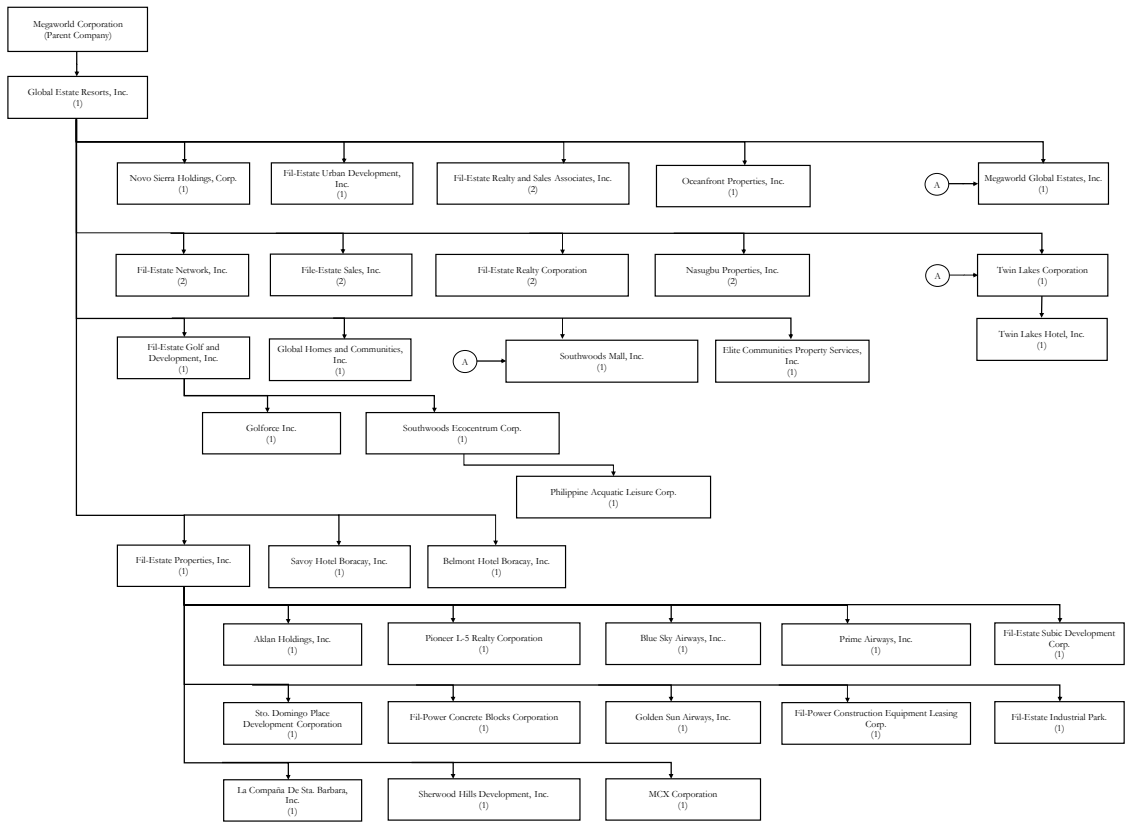 Megaworld Corporation
(Parent Company)
Global Estate Resorts, Inc.
(1)
Novo Sierra Holdings, Corp.
(1)
Fil-Estate Urban Development,
Inc.
(1)
Fil-Estate Realty and Sales Associates, Inc.
(2)
Oceanfront Properties, Inc.
(1)
A
Megaworld Global Estates, Inc.
(1)
Fil-Estate Network, Inc.
(2)
File-Estate Sales, Inc.
(2)
Fil-Estate Realty Corporation
(2)
Nasugbu Properties, Inc.
(2)
A
Twin Lakes Corporation
(1)
Twin Lakes Hotel, Inc.
(1)
Fil-Estate Golf and
Development, Inc.
(1)
Global Homes and Communities,
Inc.
(1)
A
Southwoods Mall, Inc.
(1)
Elite Communities Property Services,
Inc.
(1)
Golforce Inc.
(1)
Southwoods Ecocentrum Corp.
(1)
Philippine Acquatic Leisure Corp.
(1)
Fil-Estate Properties, Inc.
(1)
Savoy Hotel Boracay, Inc.
(1)
Belmont Hotel Boracay, Inc.
(1)
Aklan Holdings, Inc.
(1)
Pioneer L-5 Realty Corporation
(1)
Blue Sky Airways, Inc..
(1)
Prime Airways, Inc.
(1)
Fil-Estate Subic Development
Corp.
(1)
Sto. Domingo Place
Development Corporation
(1)
Fil-Power Concrete Blocks Corporation
(1)
Golden Sun Airways, Inc.
(1)
Fil-Power Construction Equipment Leasing
Corp.
(1)
Fil-Estate Industrial Park.
(1)
La Compaña De Sta. Barbara,
Inc.
(1)
Sherwood Hills Development, Inc.
(1)
MCX Corporation
(1)